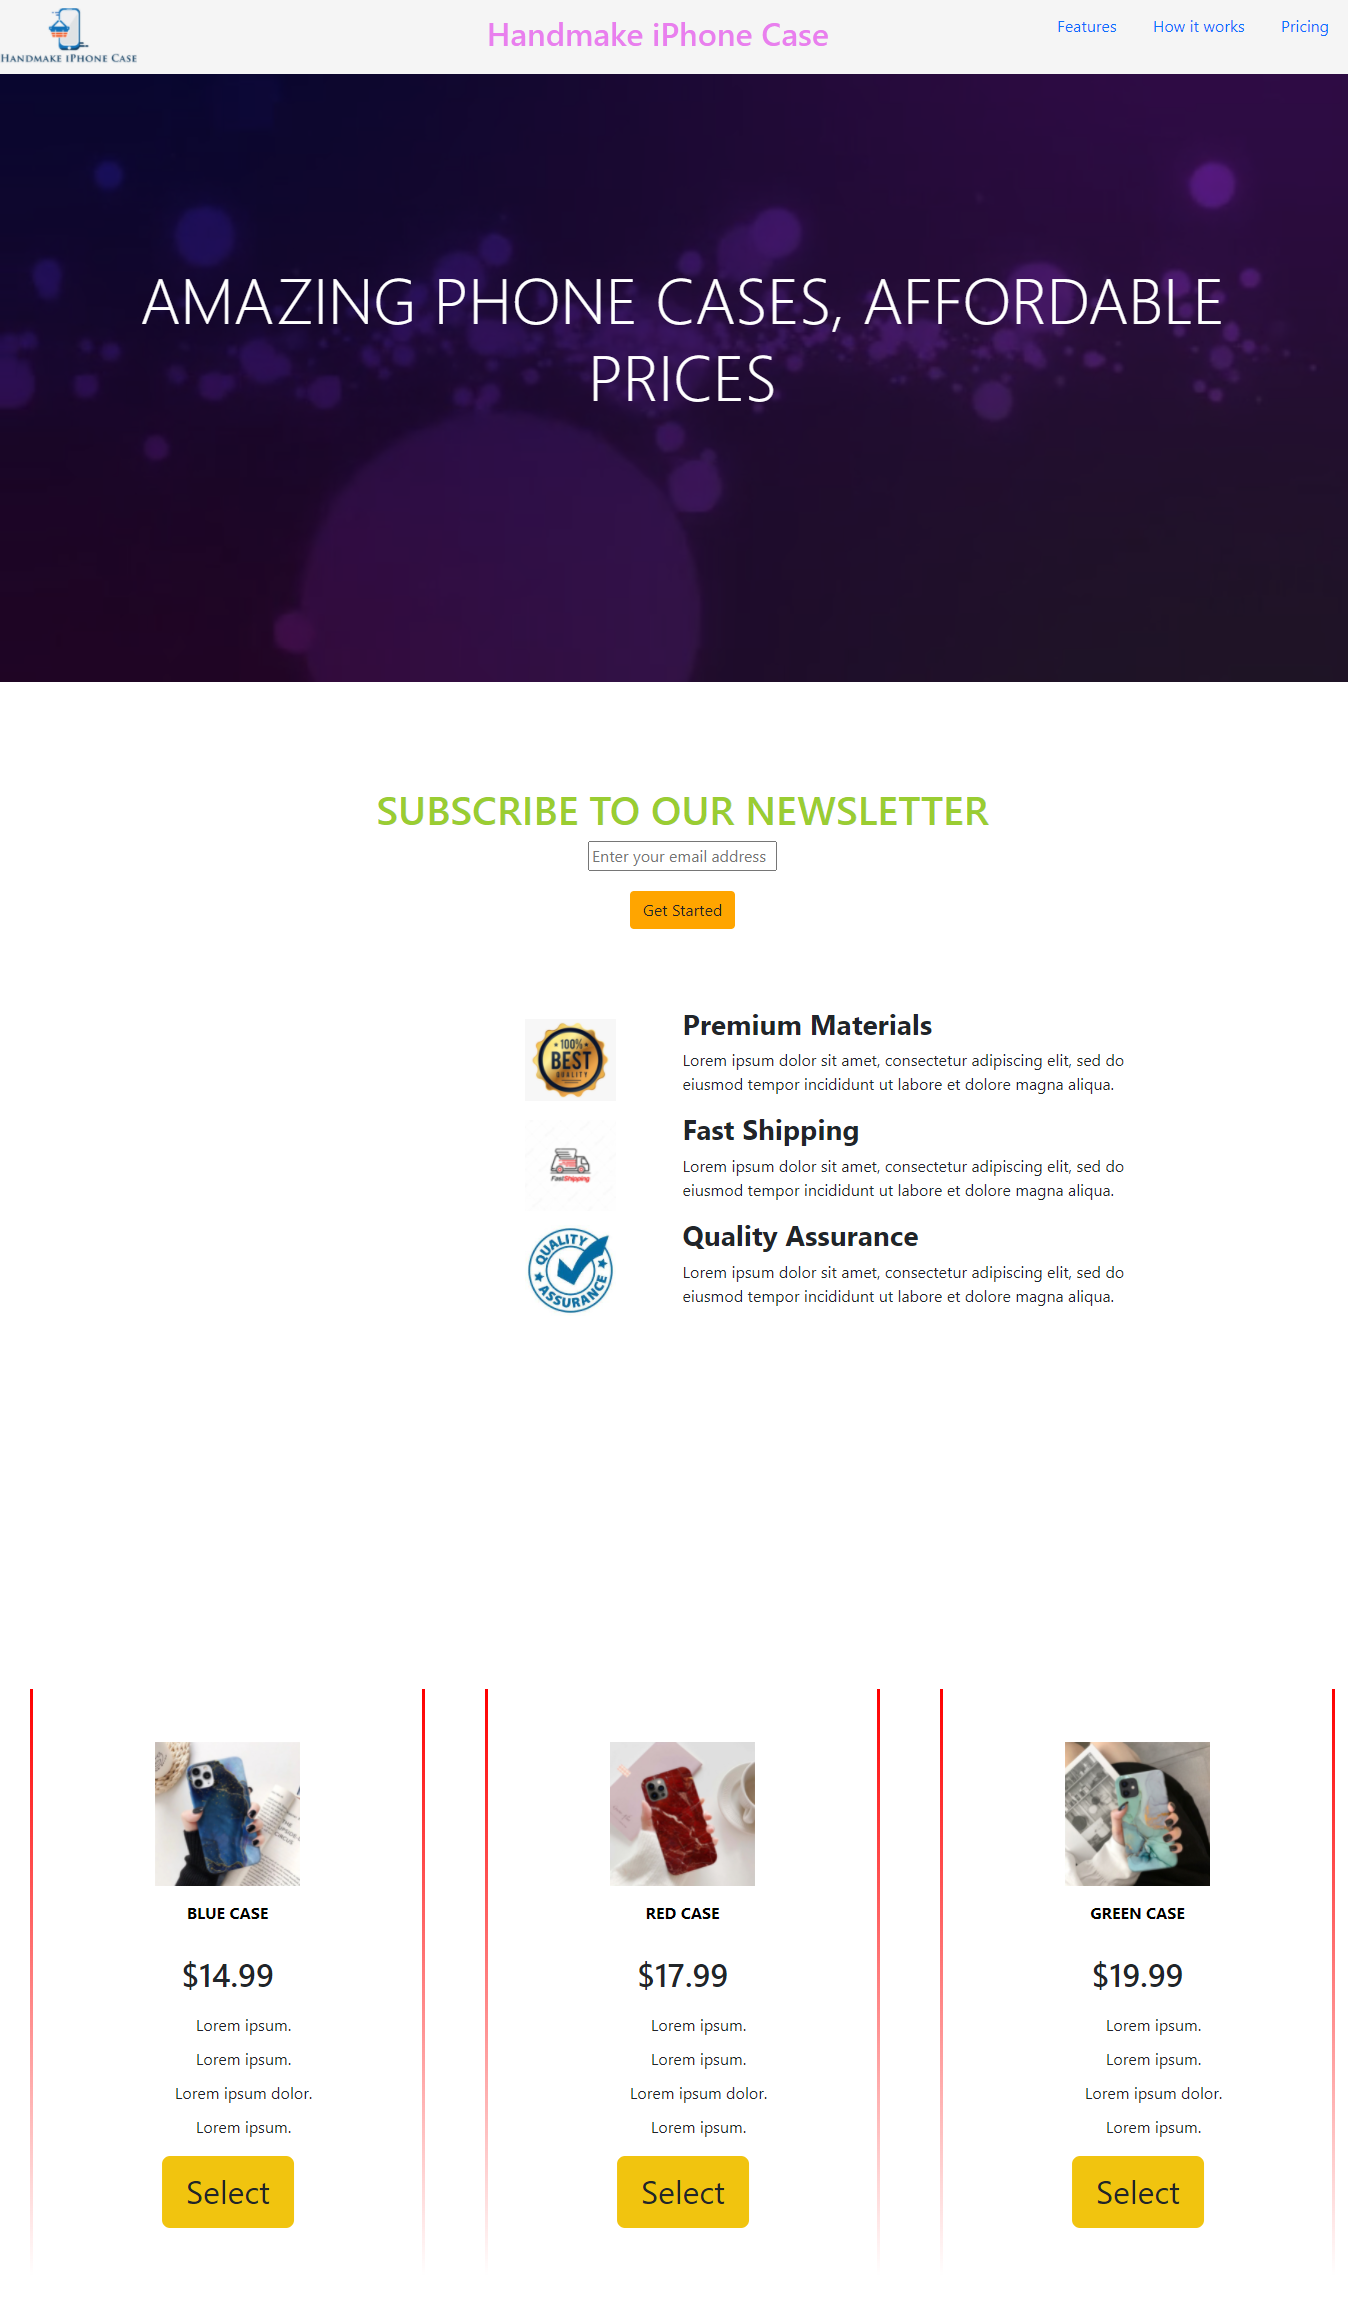 HANDMAKE IPHONE CASE
Handmake iPhone Case
Features How it works Pricing
AMAZING PHONE CASES, AFFORDABLE
PRICES
SUBSCRIBE TO OUR NEWSLETTER
Enter your email address
Get Started
100%
BEST
QUALITY
Premium Materials
Lorem ipsum dolor sit amet, consectetur adipiscing elit, sed do
eiusmod tempor incididunt ut labore et dolore magna aliqua.
FastShipping
Fast Shipping
Lorem ipsum dolor sit amet, consectetur adipiscing elit, sed do
eiusmod tempor incididunt ut labore et dolore magna aliqua.
QUALITY
ASSURANCE
Quality Assurance
Lorem ipsum dolor sit amet, consectetur adipiscing elit, sed do
eiusmod tempor incididunt ut labore et dolore magna aliqua.
BLUE CASE
$14.99
Lorem ipsum.
Lorem ipsum.
Lorem ipsum dolor.
Lorem ipsum.
Select
RED CASE
$17.99
Lorem ipsum.
Lorem ipsum.
Lorem ipsum dolor.
Lorem ipsum.
Select
GREEN CASE
$19.99
Lorem ipsum.
Lorem ipsum.
Lorem ipsum dolor.
Lorem ipsum.
Select